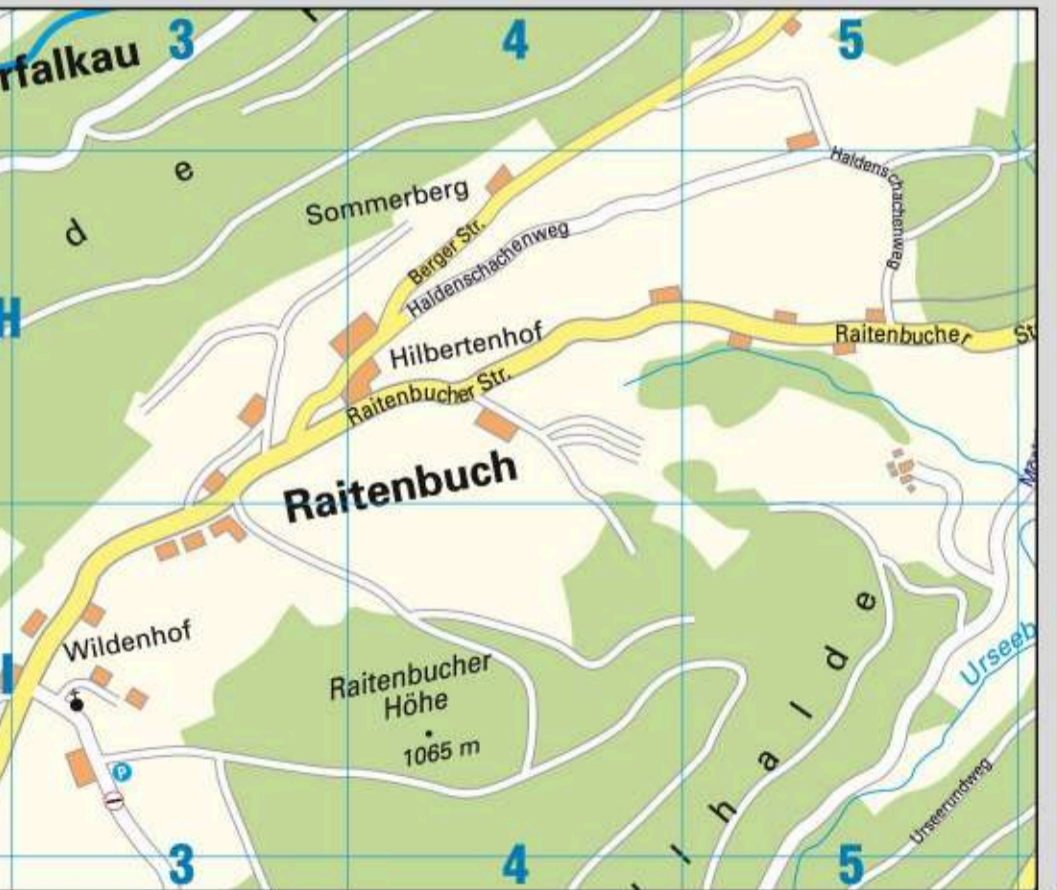 3
4
5
rfalkau
e
d
Sommerberg
Berger Str.
Haldenschachenweg
Haldenschachenweg
H
Hilbertenhof
Raitenbucher Str.
Raitenbucher St
Raitenbuch
Wildenhof
I
Raitenbucher
Höhe
1065 m
P
e
d
l
a
h
l
Urseeb
Urseerundweg
3
4
5